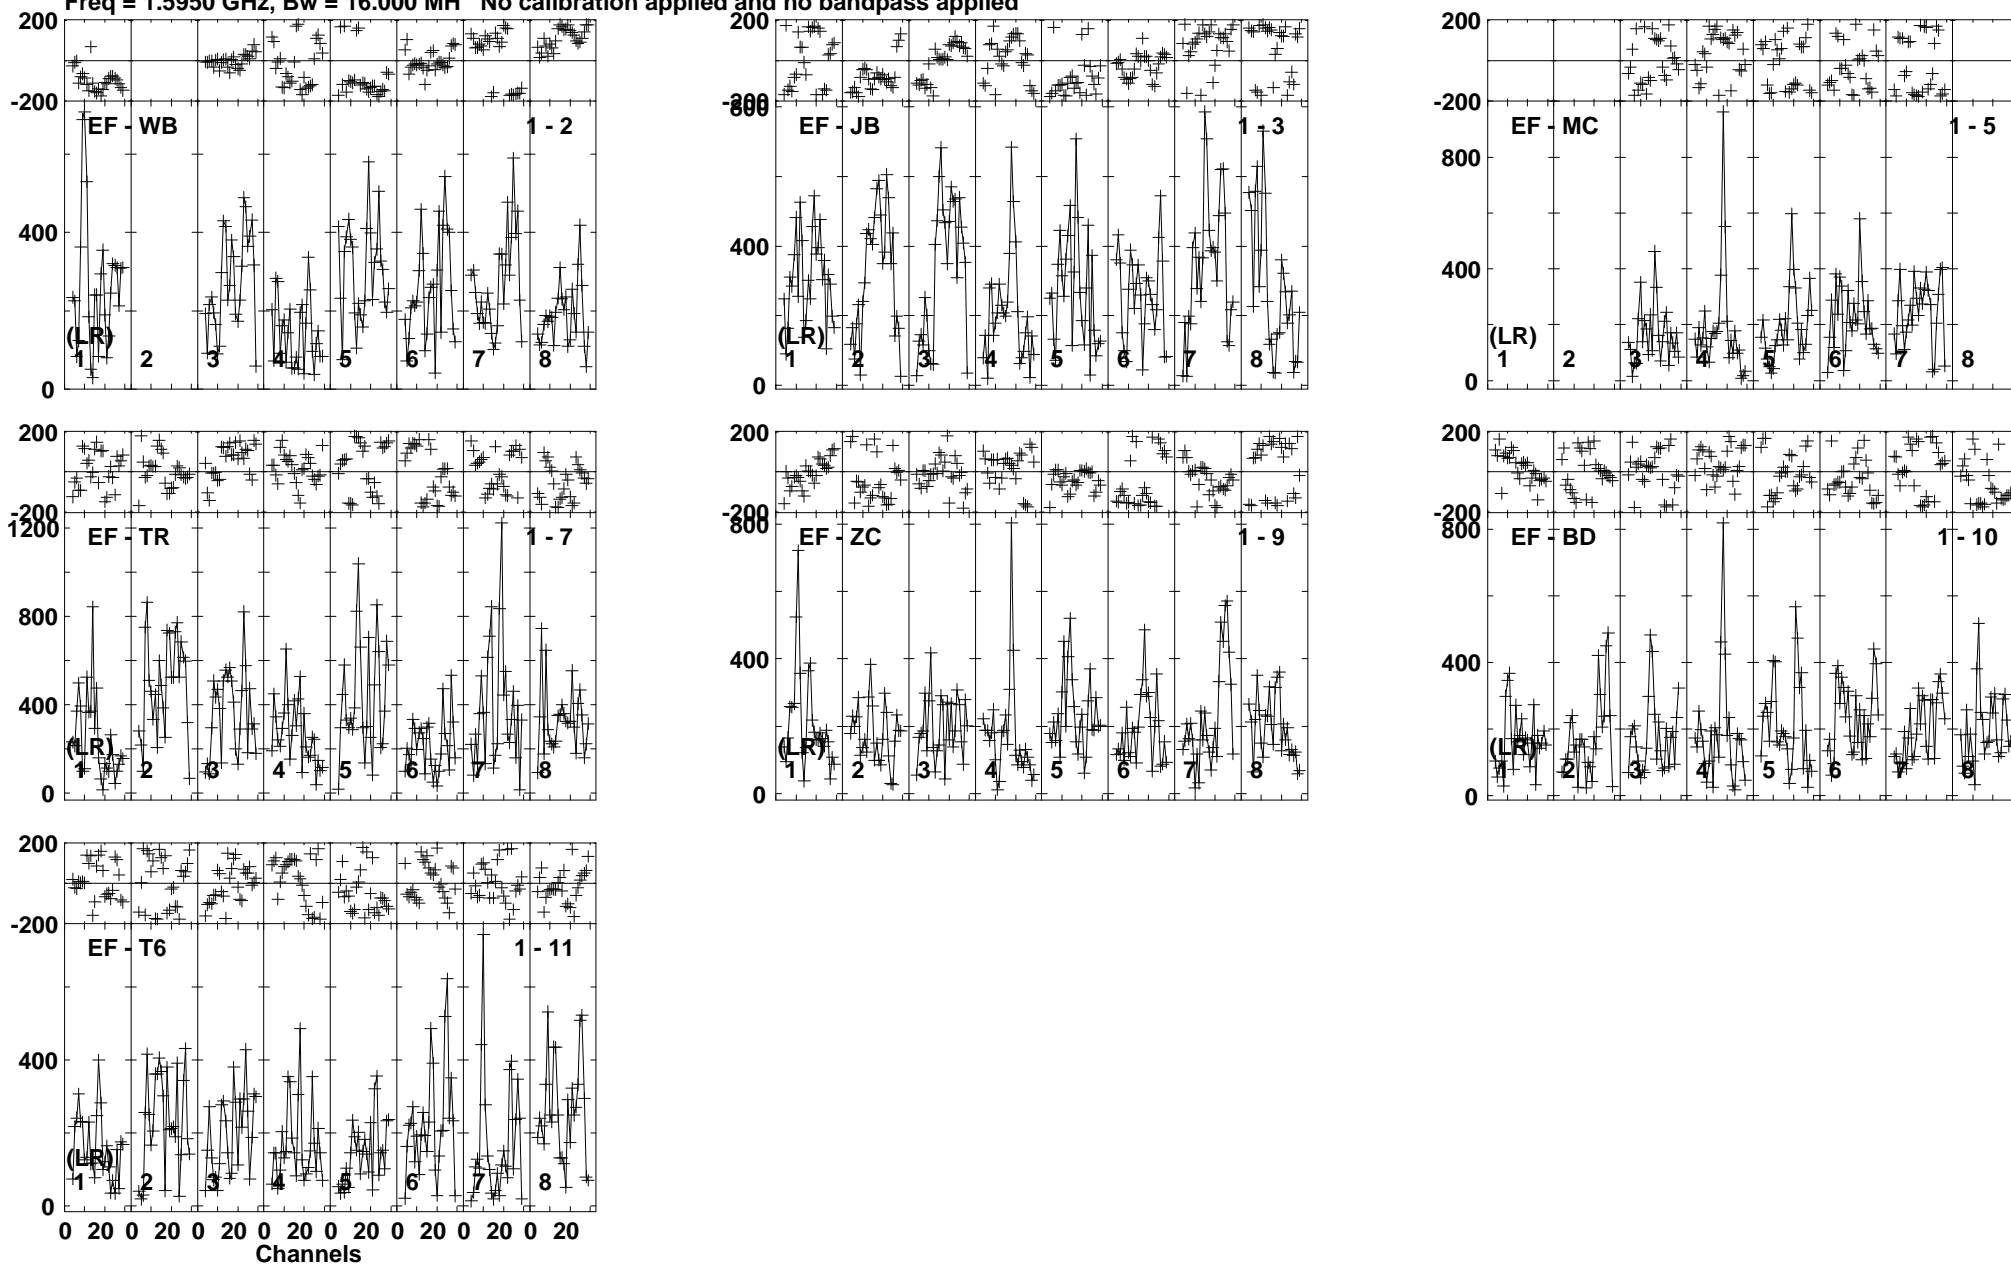 Freq = 1.5950 GHz, Bw = 16.000 MH No calibration applied and no bandpass applied
200
-200
EF - WB 1 - 2
400
(LR)
1 2 3 4 5 6 7 8
0
200
-200
800
EF - JB 1 - 3
400
(LR)
1 2 3 4 5 6 7 8
0
200
-200
EF - MC 1 - 5
800
400
(LR)
1 2 3 4 5 6 7 8
0
200
-200
1200
EF - TR 1 - 7
800
400
(LR)
1 2 3 4 5 6 7 8
0
200
-200
800
EF - ZC 1 - 9
400
(LR)
1 2 3 4 5 6 7 8
0
200
-200
800
EF - BD 1 - 10
400
(LR)
1 2 3 4 5 6 7 8
0
200
-200
EF - T6 1 - 11
400
(LR)
1 2 3 4 5 6 7 8
0
0 20 0 20 0 20 0 20 0 20 0 20 0 20 0 20
Channels